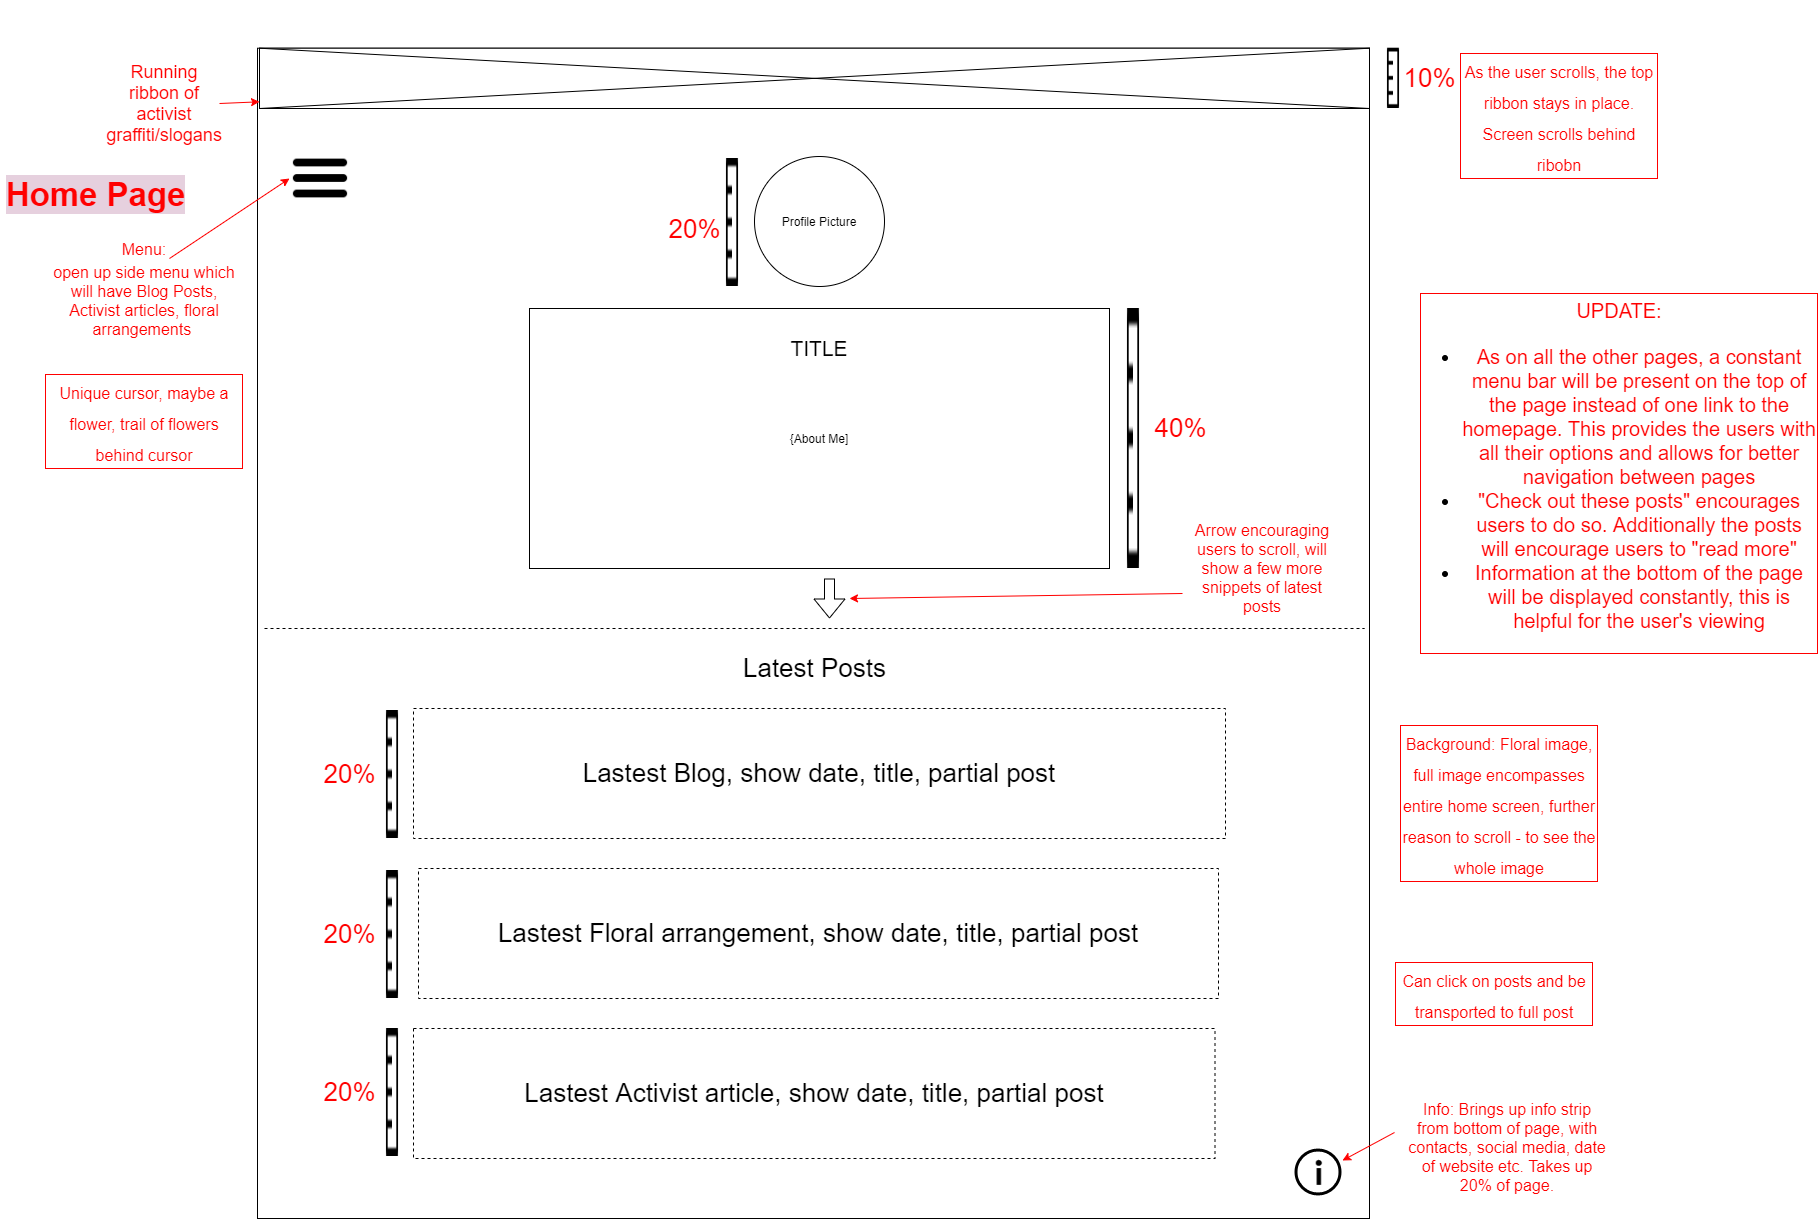 Running
ribbon of
activist
graffiti/slogans
10%
As the user scrolls, the top
ribbon stays in place.
Screen scrolls behind
ribobn
Home Page
Menu:
open up side menu which
will have Blog Posts,
Activist articles, floral
arrangements
Unique cursor, maybe a
flower, trail of flowers
behind cursor
20%
Profile Picture
TITLE
{About Me]
40%
Arrow encouraging
users to scroll, will
show a few more
snippets of latest
posts
UPDATE:
As on all the other pages, a constant
menu bar will be present on the top of
the page instead of one link to the
homepage. This provides the users with
all their options and allows for better
navigation between pages
"Check out these posts" encourages
users to do so. Additionally the posts
will encourage users to "read more"
Information at the bottom of the page
will be displayed constantly, this is
helpful for the user's viewing
Latest Posts
20%
Lastest Blog, show date, title, partial post
Background: Floral image,
full image encompasses
entire home screen, further
reason to scroll - to see the
whole image
20%
Lastest Floral arrangement, show date, title, partial post
Can click on posts and be
transported to full post
20%
Lastest Activist article, show date, title, partial post
Info: Brings up info strip
from bottom of page, with
contacts, social media, date
of website etc. Takes up
20% of page.
i